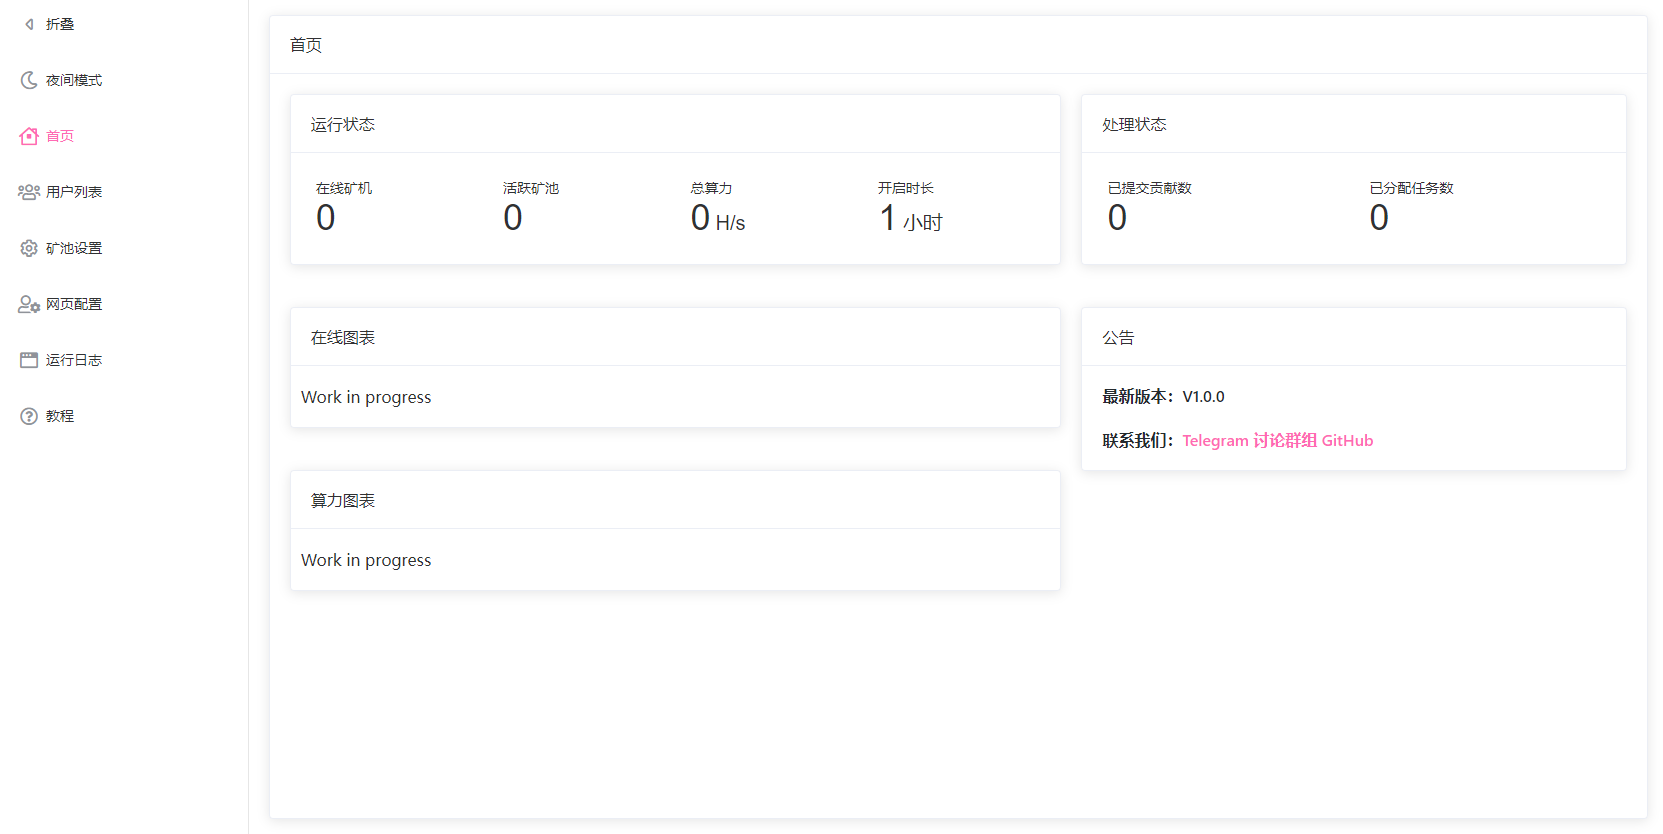 折叠
夜间模式
首页
用户列表
矿池设置
网页配置
运行日志
教程
首页
运行状态
在线矿机
0
活跃矿池
0
总算力
0 H/s
开启时长
1 小时
处理状态
已提交贡献数
0
已分配任务数
0
在线图表
Work in progress
算力图表
Work in progress
公告
最新版本：V1.0.0
联系我们：Telegram 讨论群组 GitHub